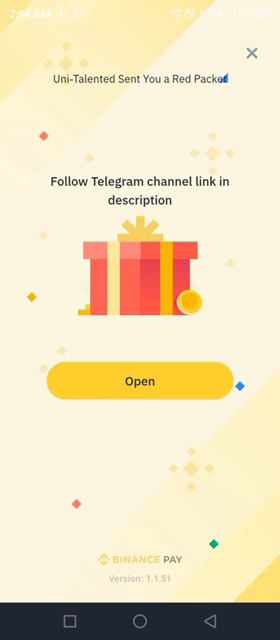 7:08 AM
Uni-Talented Sent You a Red Packet
Follow Telegram channel link in
description
Open
BINANCE PAY
Version: 1.1.51